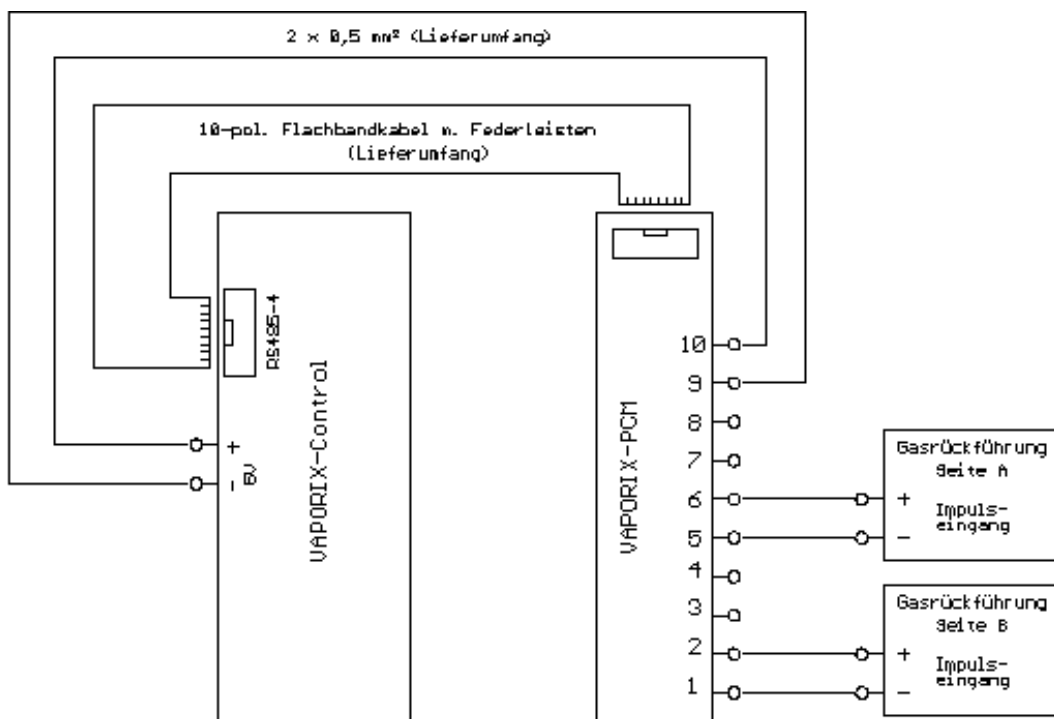 2 x 0,5 mm² (Lieferumfang)
10-pol. Flachbandkabel m. Federleisten
(Lieferumfang)
RS485-4
VAPORIX-Control
+
-
6V
VAPORIX-PCM
10
9
8
7
6
5
4
3
2
1
Gasrückführung
Seite A
+
Impuls-
eingang
-
Gasrückführung
Seite B
+
Impuls-
eingang
-